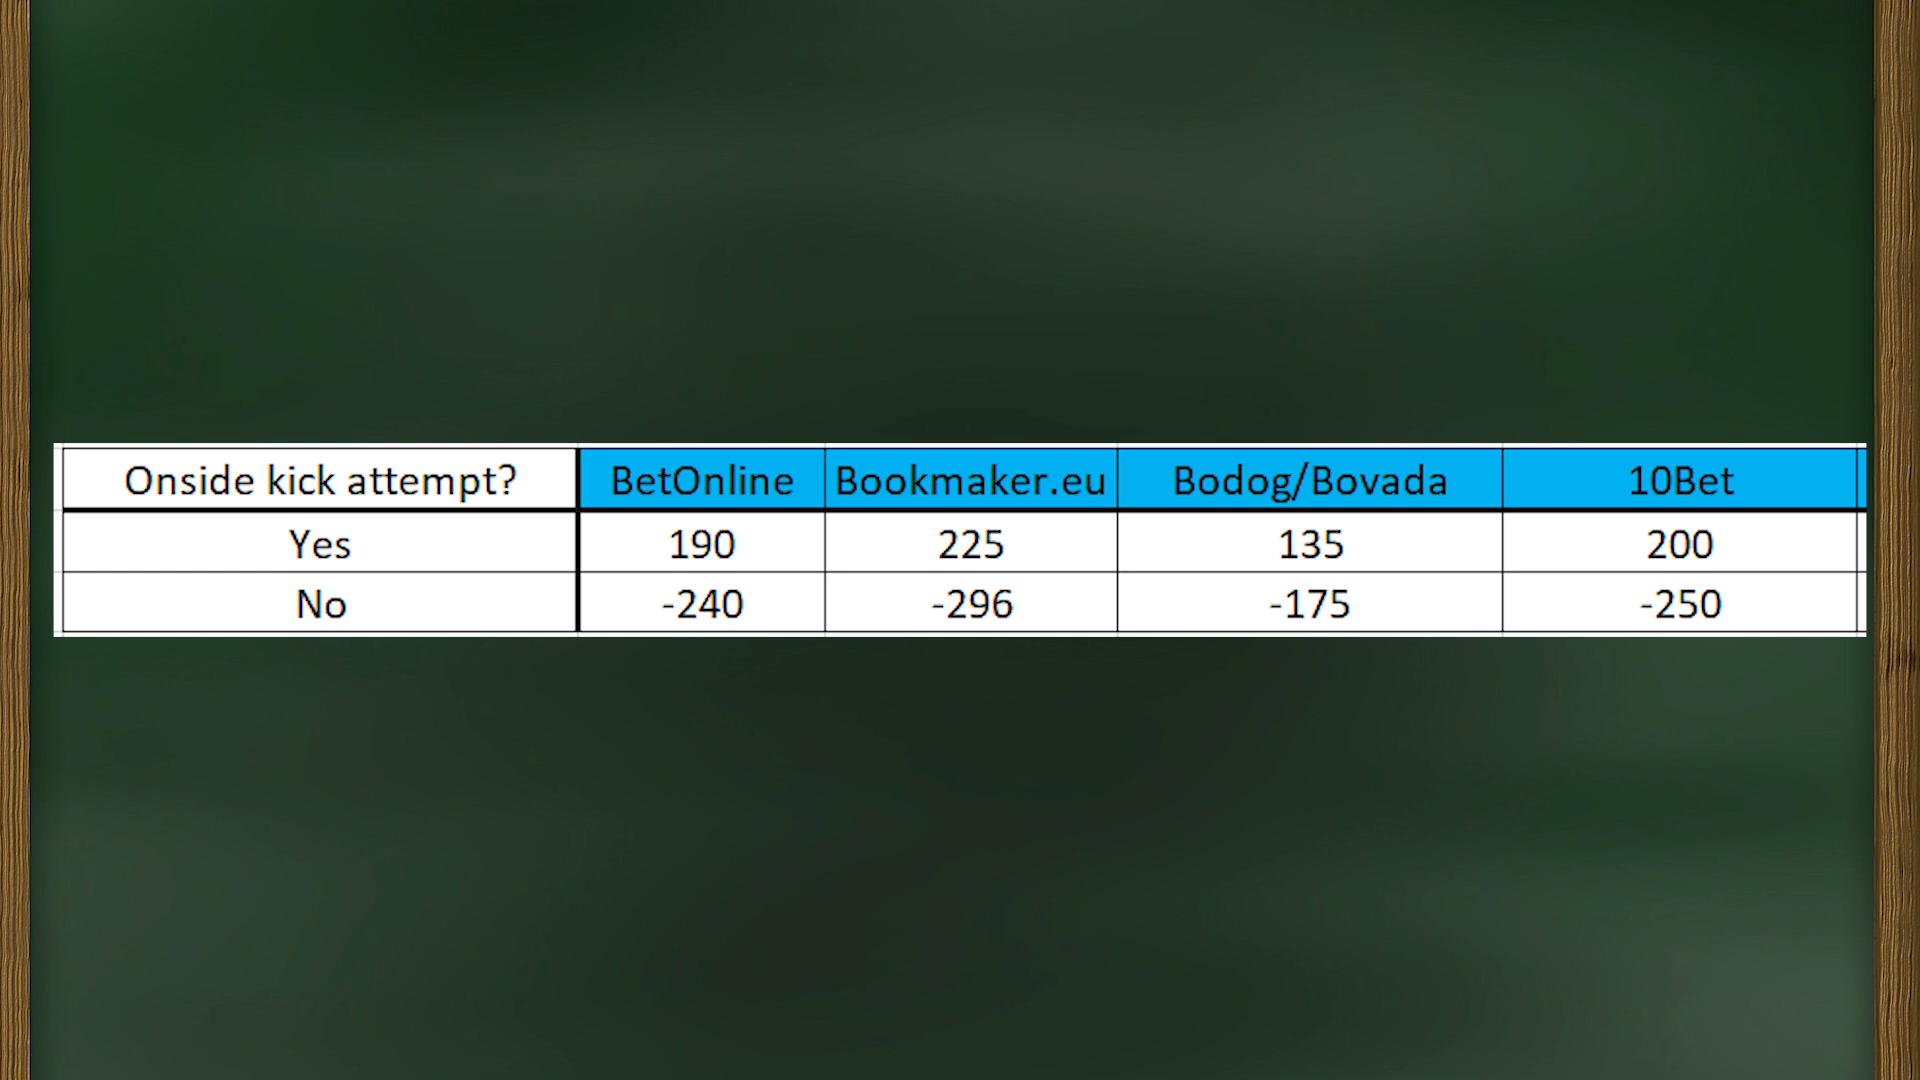 Onside kick attempt? BetOnline Bookmaker.eu Bodog/Bovada 10Bet
Yes 190 225 135 200
No -240 -296 -175 -250